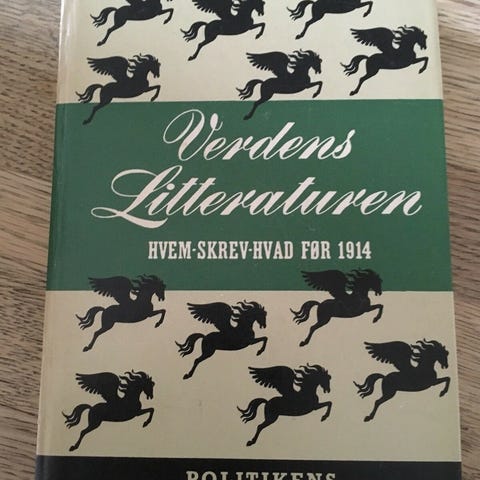 Verdens
Litteraturen
HVEM-SKREV-HVAD FØR 1914
POLITIKENS